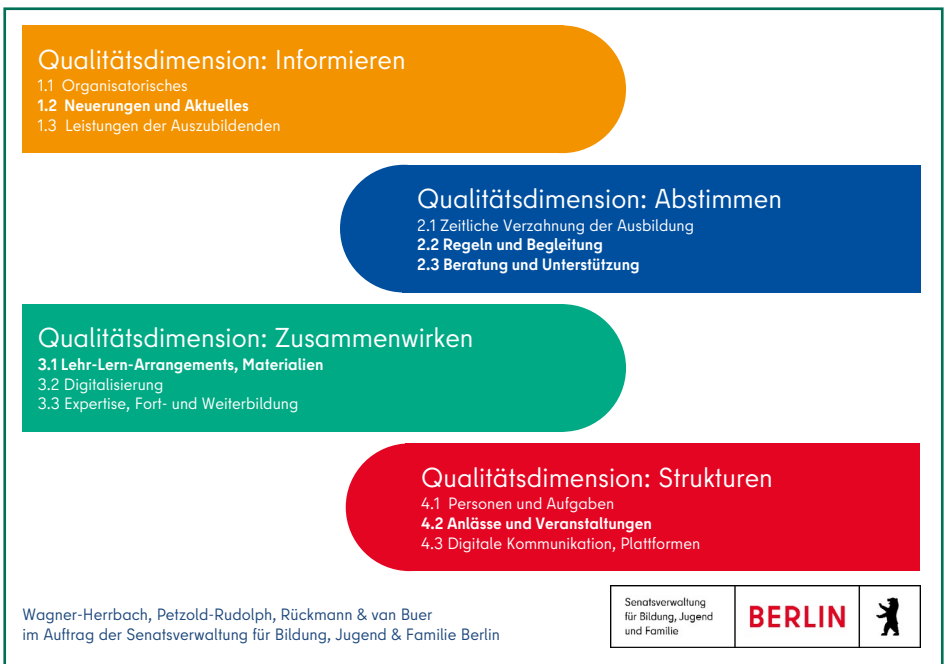 Qualitätsdimension: Informieren
1.1 Organisatorisches
1.2 Neuerungen und Aktuelles
1.3 Leistungen der Auszubildenden
Qualitätsdimension: Abstimmen
2.1 Zeitliche Verzahnung der Ausbildung
2.2 Regeln und Begleitung
2.3 Beratung und Unterstützung
Qualitätsdimension: Zusammenwirken
3.1 Lehr-Lern-Arrangements, Materialien
3.2 Digitalisierung
3.3 Expertise, Fort- und Weiterbildung
Qualitätsdimension: Strukturen
4.1 Personen und Aufgaben
4.2 Anlässe und Veranstaltungen
4.3 Digitale Kommunikation, Plattformen
Wagner-Herrbach, Petzold-Rudolph, Rückmann & van Buer
im Auftrag der Senatsverwaltung für Bildung, Jugend & Familie Berlin
Senatsverwaltung
für Bildung, Jugend
und Familie
BERLIN